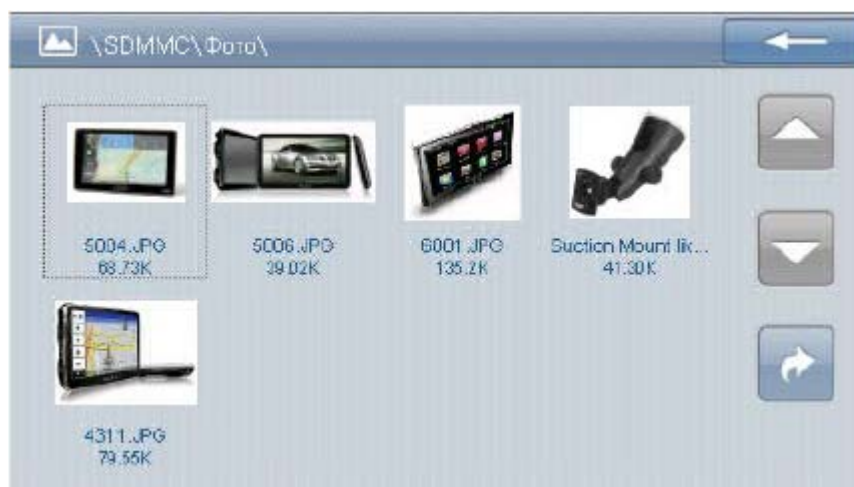 \SDMMC\Фото\
5004.JPG
68.73K
5006.JPG
39.02K
6001.JPG
135.2K
Suction Mount lik...
41.30K
4311.JPG
79.55K